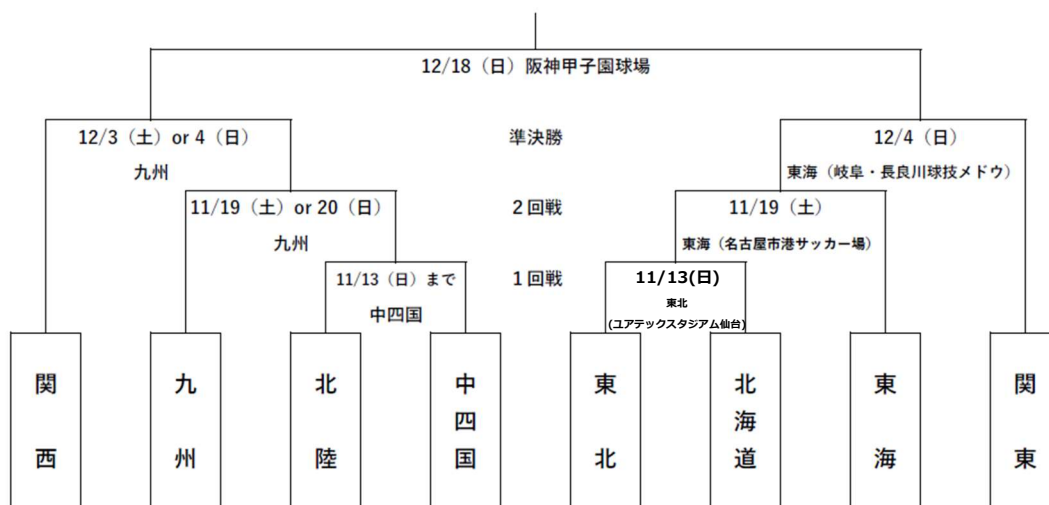 12/18（日）阪神甲子園球場
12/3（土）or 4（日）
準決勝
12/4（日）
九州
東海（岐阜・長良川球技メドウ）
11/19（土）or 20（日）
2回戦
11/19（土）
九州
東海（名古屋市港サッカー場）
11/13（日）まで
1回戦
11/13(日)
中四国
東北
(ユアテックスタジアム仙台)
関西
九州
北陸
中四国
東北
北海道
東海
関東